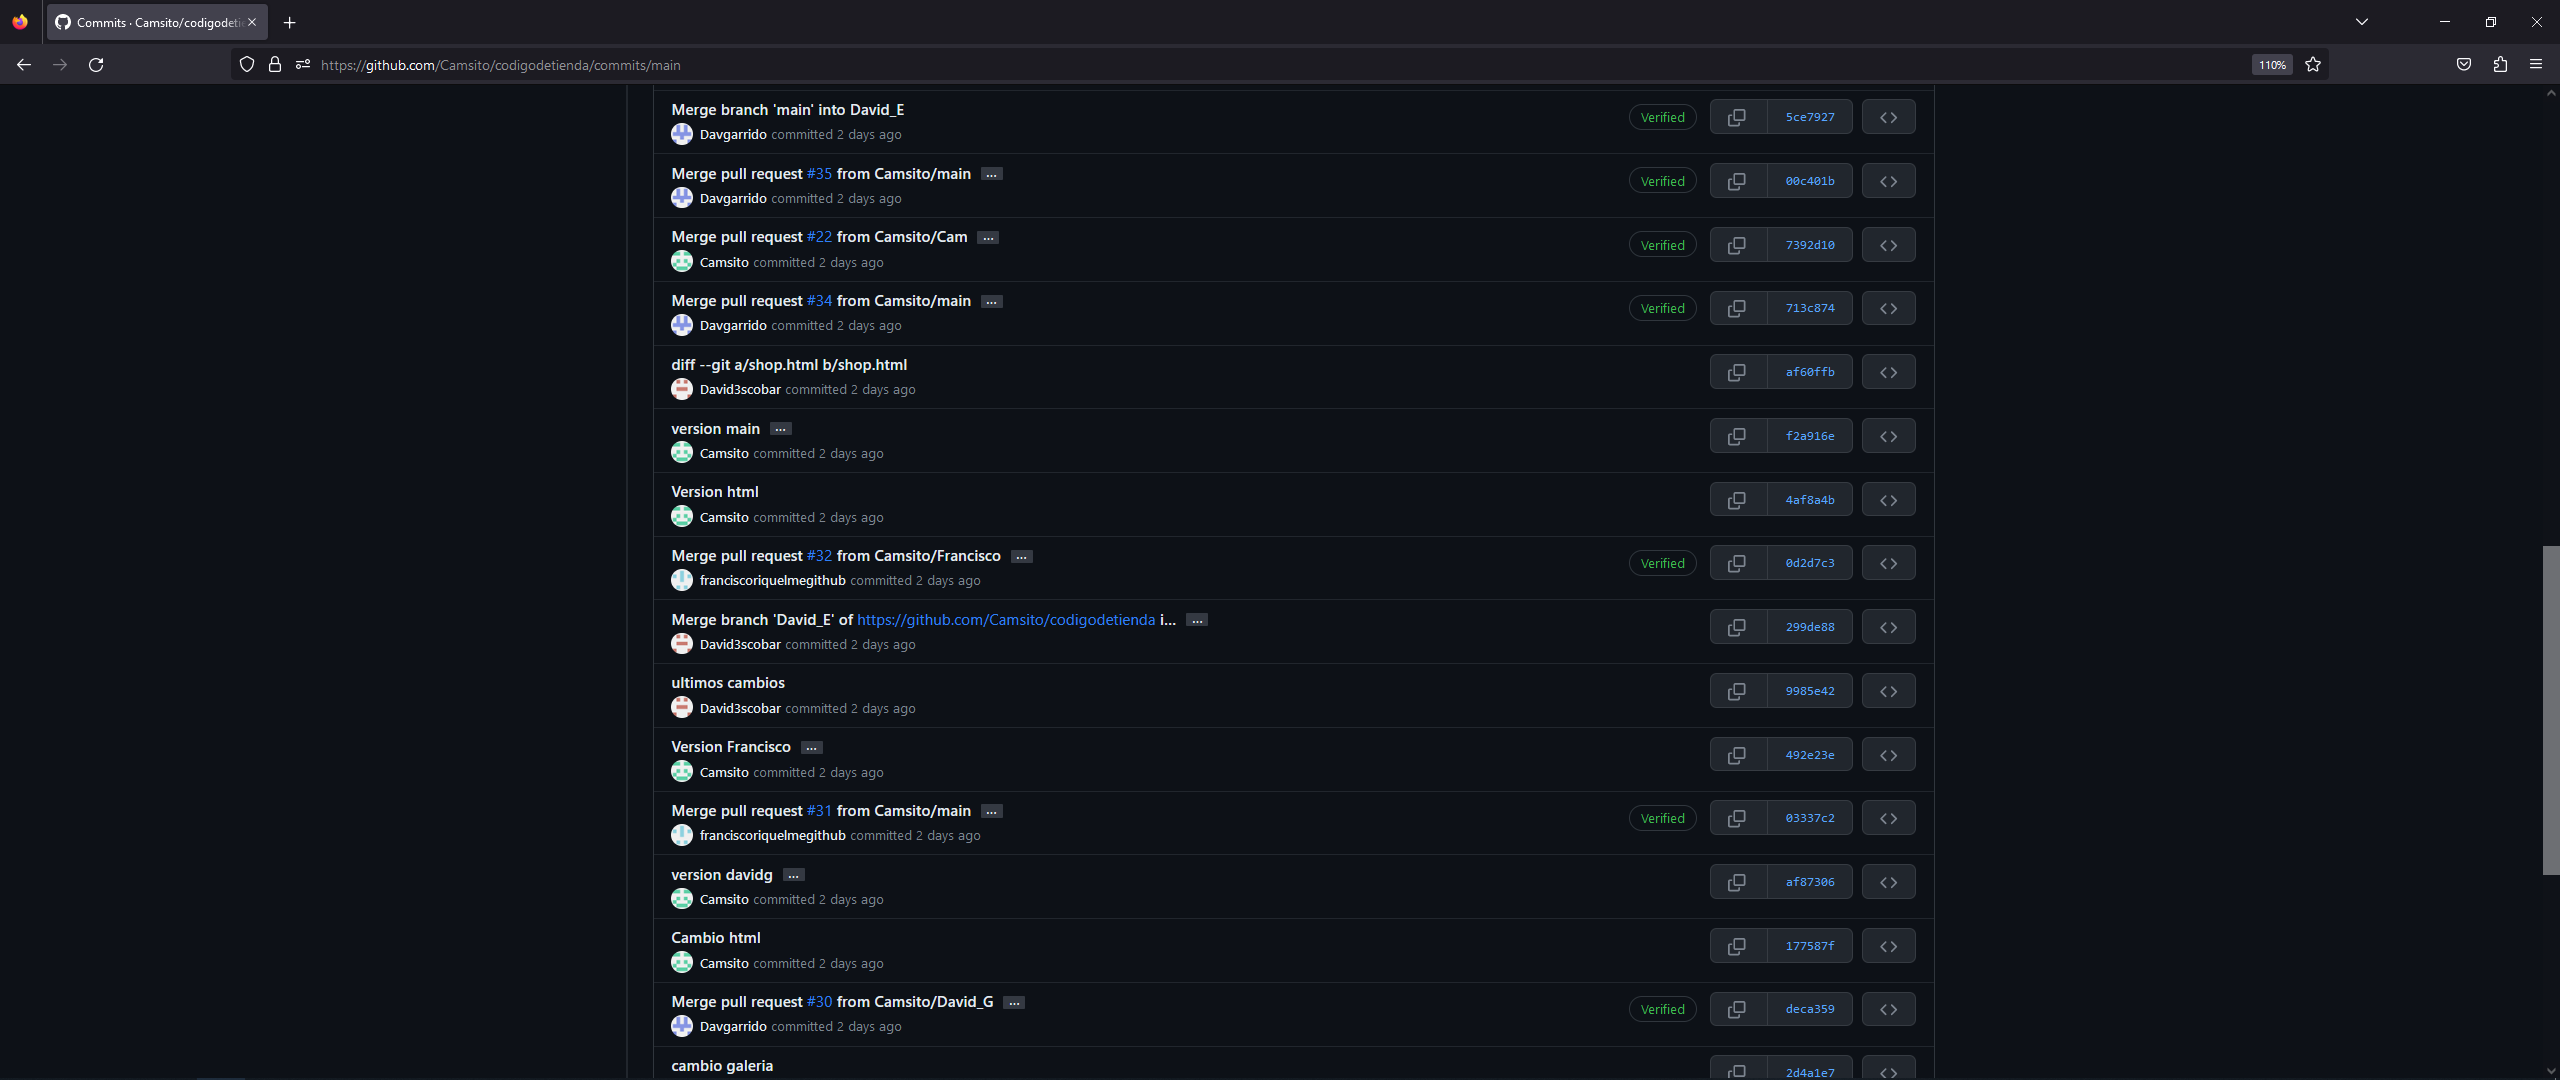 Commits · Camsito/codigodeti
https://github.com/Camsito/codigodetienda/commits/main
110%
Merge branch 'main' into David_E
Davgarrido committed 2 days ago
Verified
5ce7927
Merge pull request #35 from Camsito/main ...
Davgarrido committed 2 days ago
Verified
00c401b
Merge pull request #22 from Camsito/Cam ...
Camsito committed 2 days ago
Verified
7392d10
Merge pull request #34 from Camsito/main ...
Davgarrido committed 2 days ago
Verified
713c874
diff --git a/shop.html b/shop.html
David3scobar committed 2 days ago
af60ffb
version main ...
Camsito committed 2 days ago
f2a916e
Version html
Camsito committed 2 days ago
4af8a4b
Merge pull request #32 from Camsito/Francisco ...
franciscoriquelmegithub committed 2 days ago
Verified
0d2d7c3
Merge branch 'David_E' of https://github.com/Camsito/codigodetienda i... ...
David3scobar committed 2 days ago
299de88
ultimos cambios
David3scobar committed 2 days ago
9985e42
Version Francisco ...
Camsito committed 2 days ago
492e23e
Merge pull request #31 from Camsito/main ...
franciscoriquelmegithub committed 2 days ago
Verified
03337c2
version davidg ...
Camsito committed 2 days ago
af87306
Cambio html
Camsito committed 2 days ago
177587f
Merge pull request #30 from Camsito/David_G ...
Davgarrido committed 2 days ago
Verified
deca359
cambio galeria
2d4a1e7